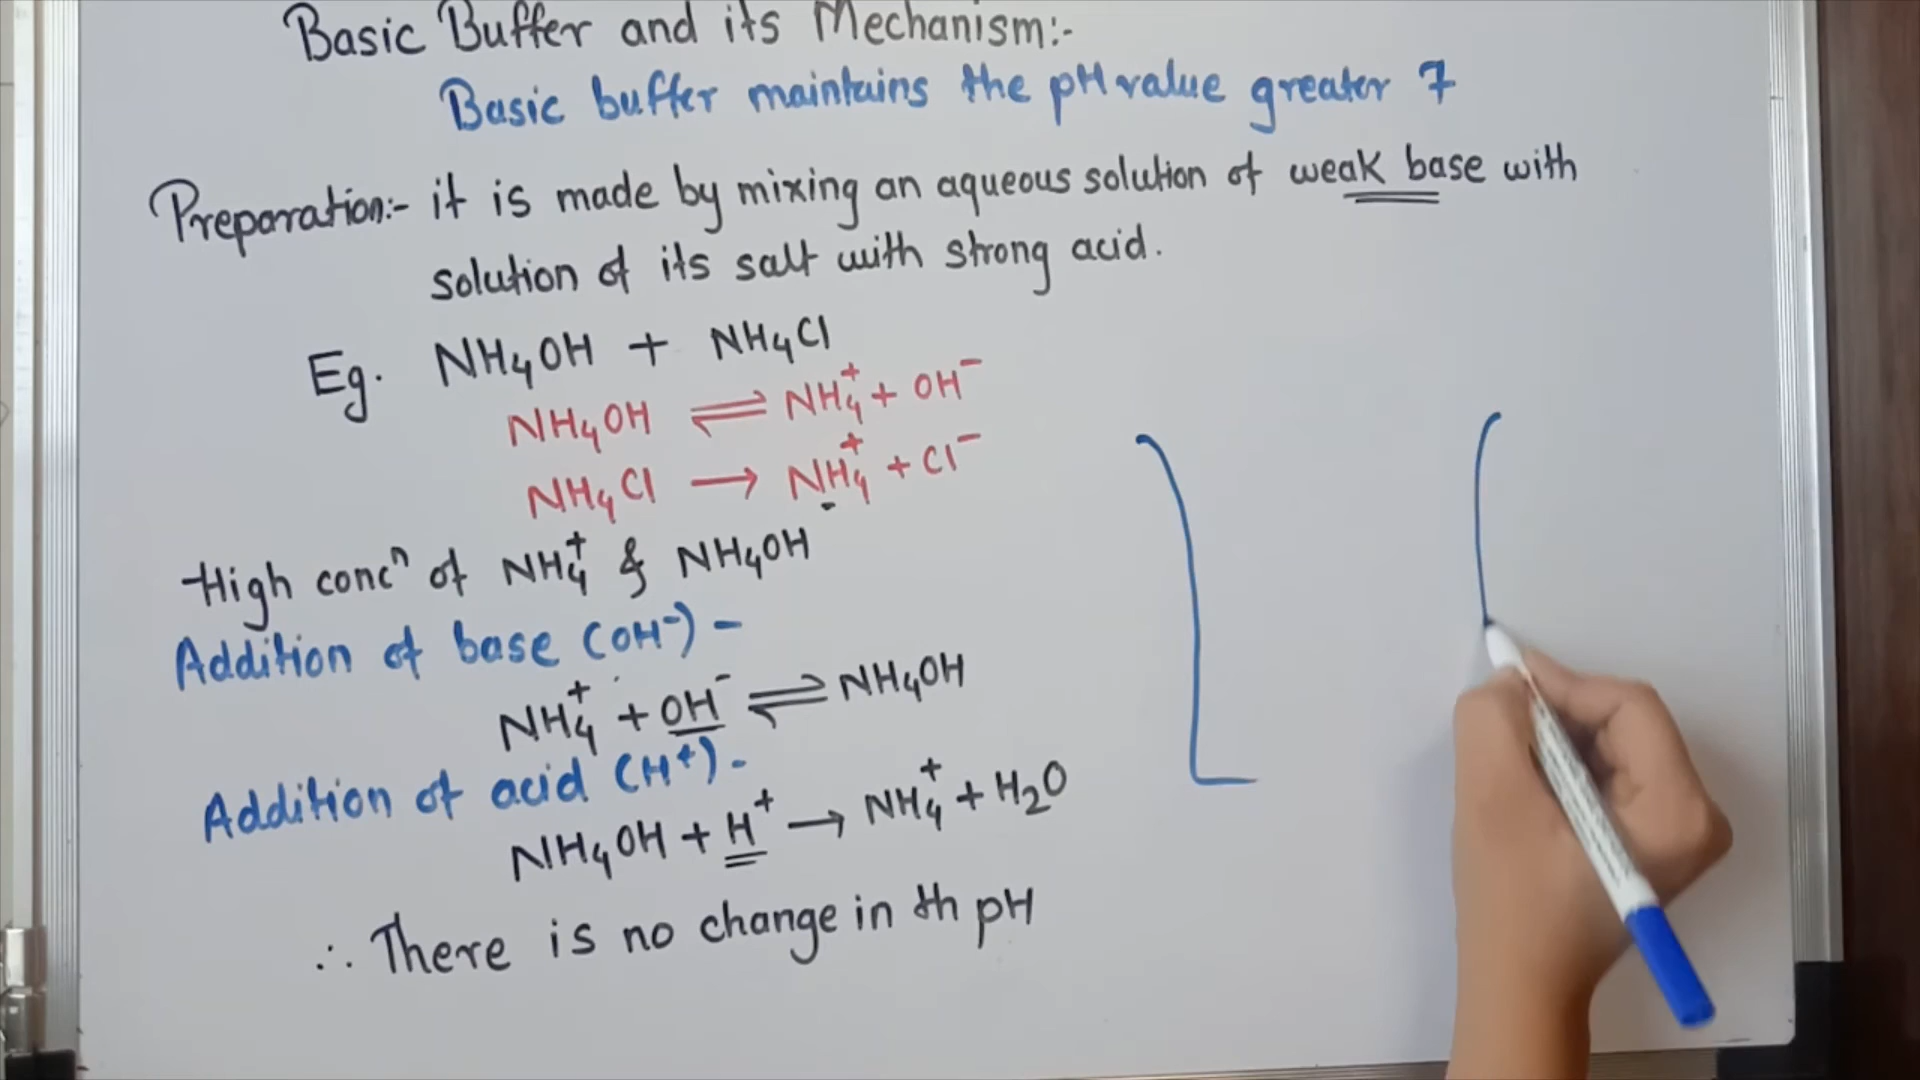 Basic Buffer and its Mechanism:-
Basic buffer maintains the pH value greater 7
Preparation:- it is made by mixing an aqueous solution of weak base with
solution of its salt with strong acid.
Eg. NH₄OH + NH₄Cl
NH₄OH ⇌ NH₄⁺ + OH⁻
NH₄Cl → NH₄⁺ + Cl⁻
High concⁿ of NH₄⁺ & NH₄OH
Addition of base (OH⁻) -
NH₄⁺ + OH⁻ ⇌ NH₄OH
Addition of acid (H⁺) -
NH₄OH + H⁺ → NH₄⁺ + H₂O
∴ There is no change in th pH